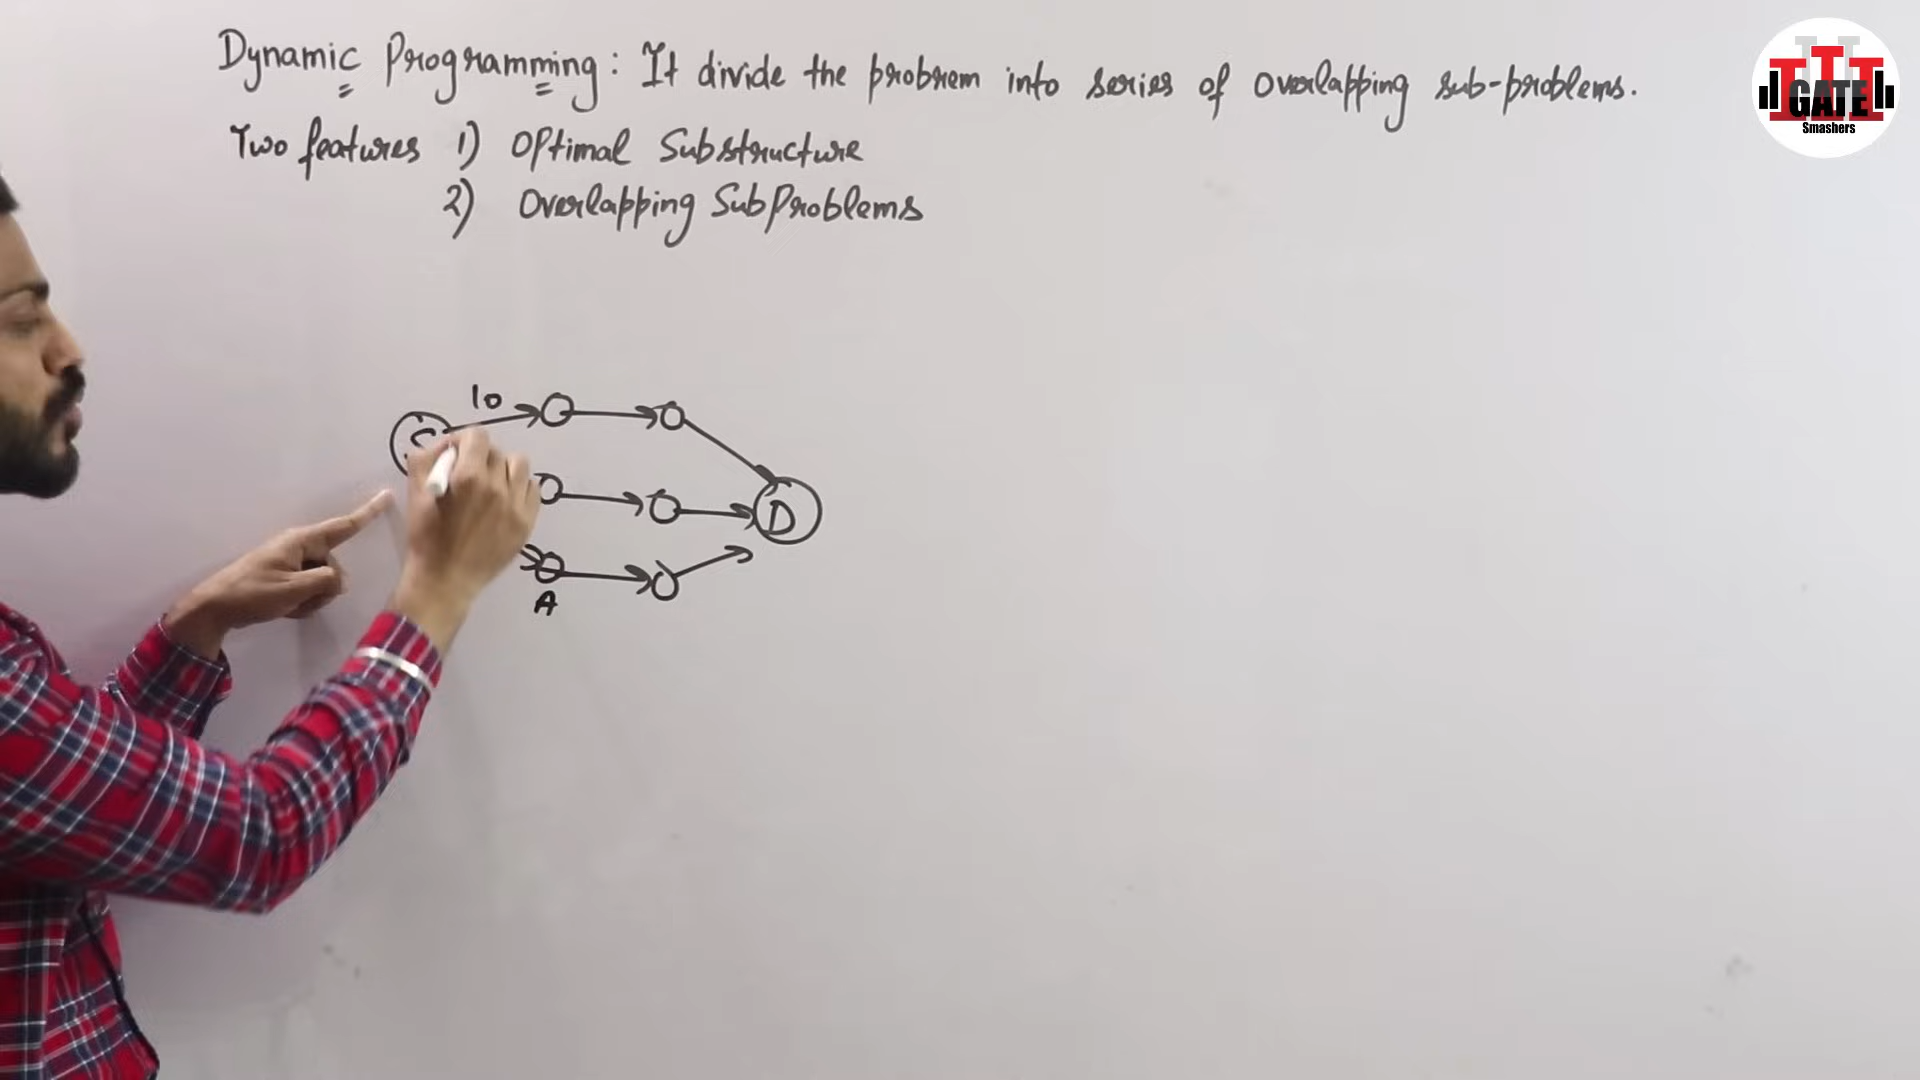 Dynamic Programming : It divide the probrem into series of overlapping sub-problems.
Two features 1) Optimal Substructure
2) Overlapping SubProblems
10
S
D
A
GATE
Smashers